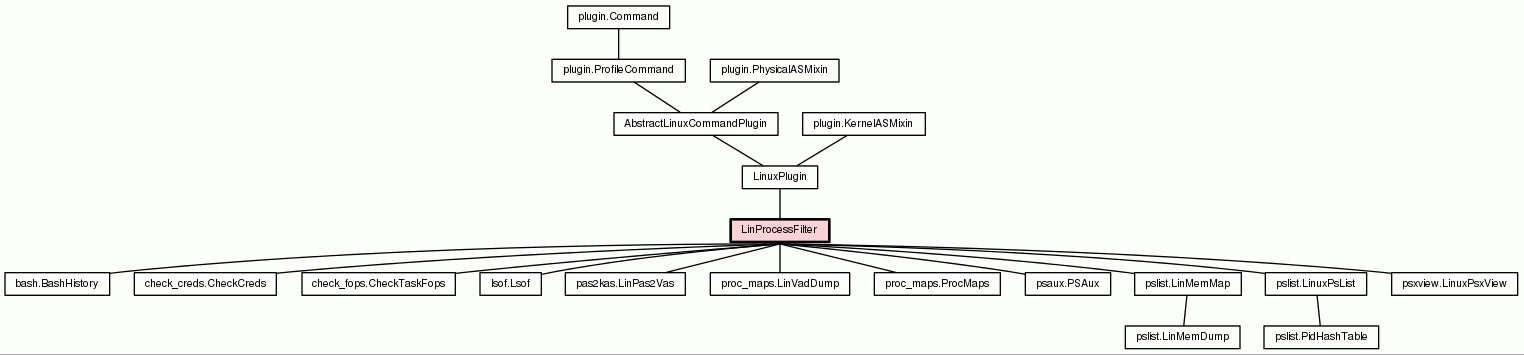 plugin.Command
plugin.ProfileCommand
plugin.PhysicalASMixin
AbstractLinuxCommandPlugin
plugin.KernelASMixin
LinuxPlugin
LinProcessFilter
bash.BashHistory
check_creds.CheckCreds
check_fops.CheckTaskFops
lsof.Lsof
pas2kas.LinPas2Vas
proc_maps.LinVadDump
proc_maps.ProcMaps
psaux.PSAux
pslist.LinMemMap
pslist.LinuxPsList
psxview.LinuxPsxView
pslist.LinMemDump
pslist.PidHashTable